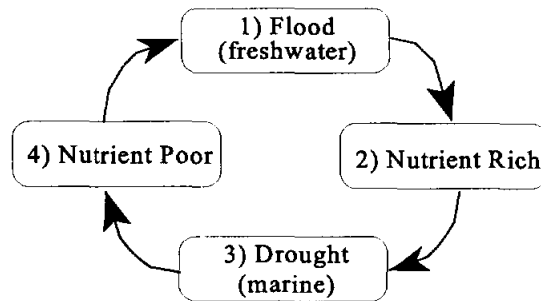 1) Flood
(freshwater)
2) Nutrient Rich
3) Drought
(marine)
4) Nutrient Poor